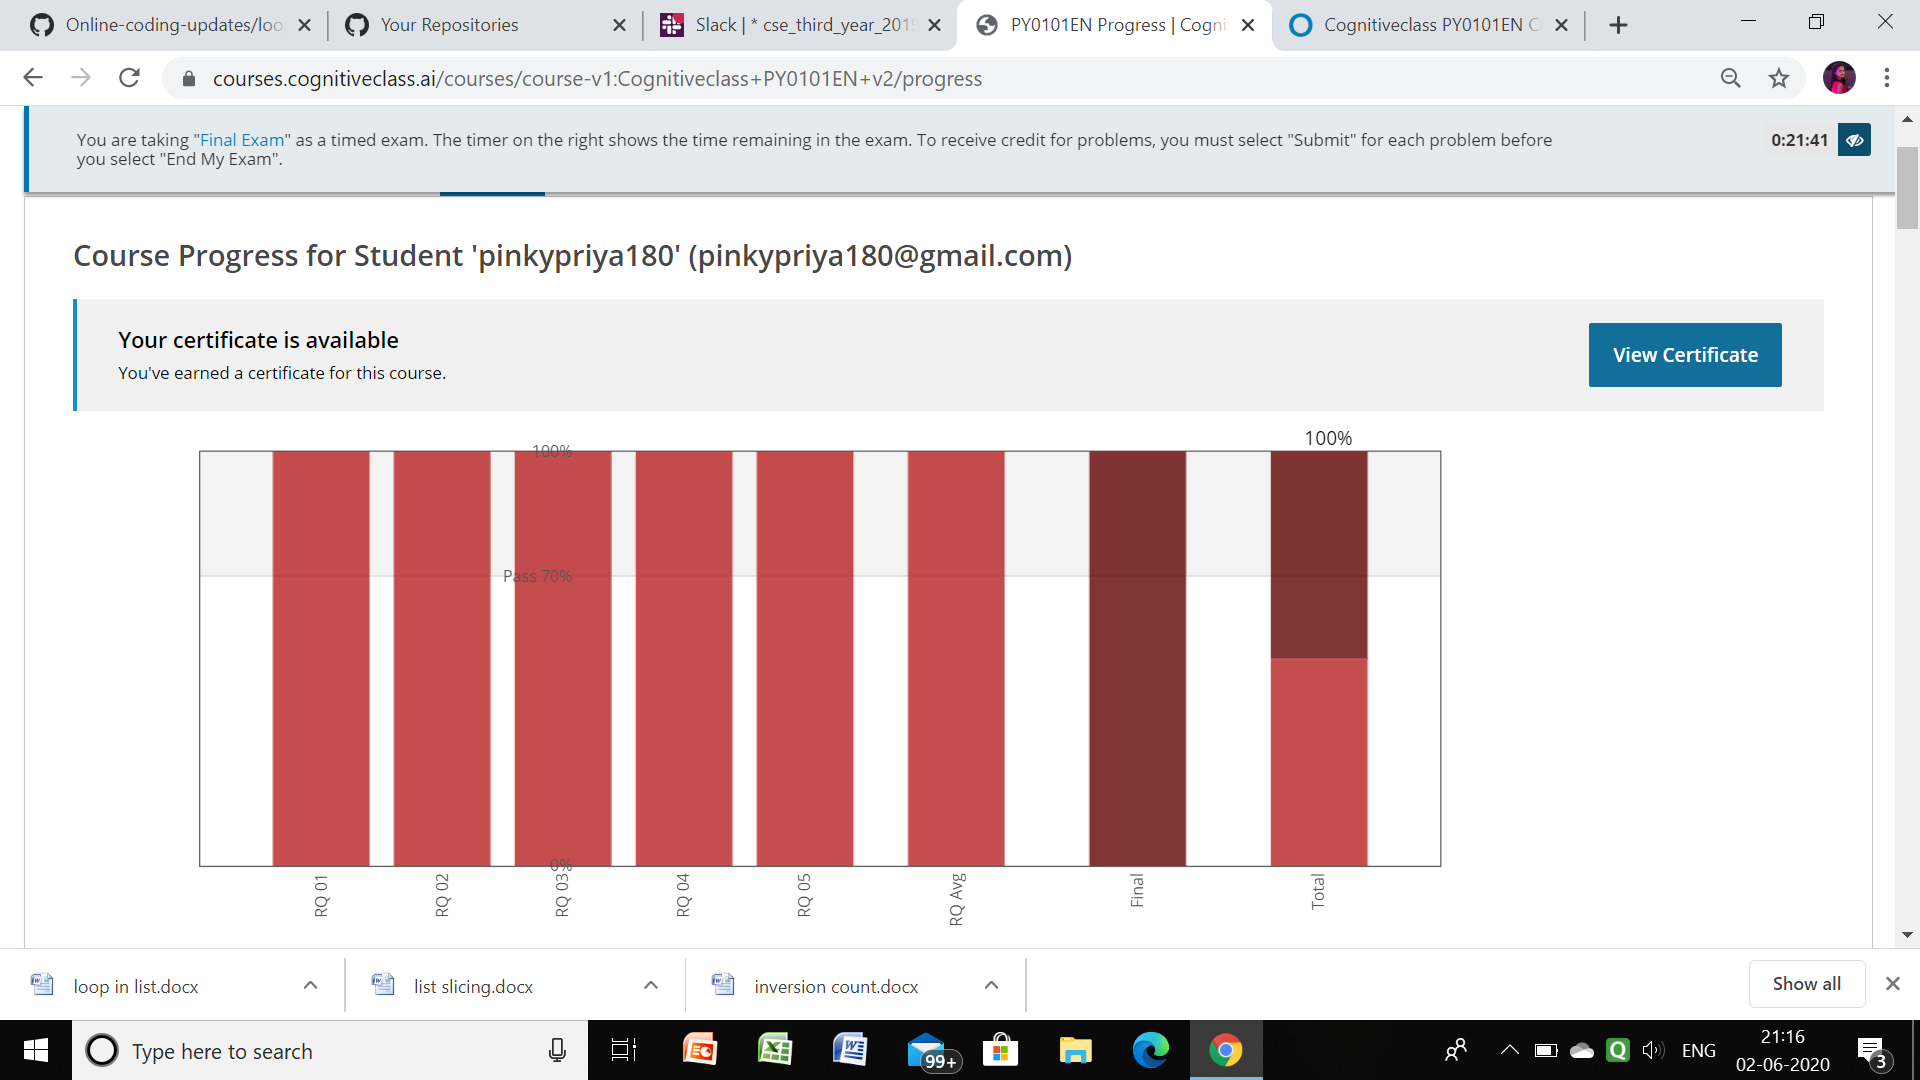 Online-coding-updates/loo
Your Repositories
Slack | * cse_third_year_201
PY0101EN Progress | Cogni
Cognitiveclass PY0101EN C
courses.cognitiveclass.ai/courses/course-v1:Cognitiveclass+PY0101EN+v2/progress
You are taking "Final Exam" as a timed exam. The timer on the right shows the time remaining in the exam. To receive credit for problems, you must select "Submit" for each problem before
you select "End My Exam".
0:21:41
Course Progress for Student 'pinkypriya180' (pinkypriya180@gmail.com)
Your certificate is available
You've earned a certificate for this course.
View Certificate
100%
100%
Pass 70%
0%
RQ 01
RQ 02
RQ 03
RQ 04
RQ 05
RQ Avg
Final
Total
loop in list.docx
list slicing.docx
inversion count.docx
Show all
Type here to search
99+
ENG
21:16
02-06-2020
3